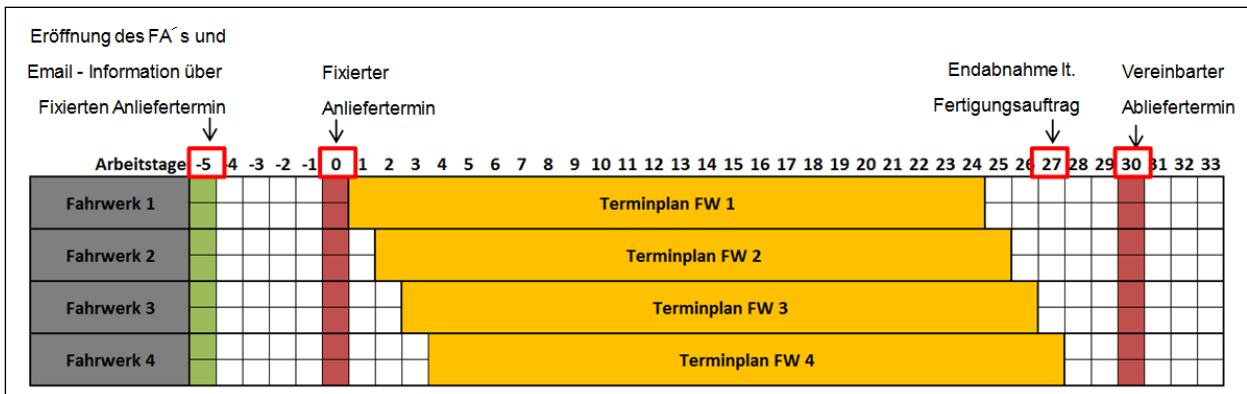 Eröffnung des FA´s und
Email - Information über
Fixierten Anliefertermin
Fixierter
Anliefertermin
Endabnahme lt.
Fertigungsauftrag
Vereinbarter
Abliefertermin
Arbeitstage -5 -4 -3 -2 -1 0 1 2 3 4 5 6 7 8 9 10 11 12 13 14 15 16 17 18 19 20 21 22 23 24 25 26 27 28 29 30 31 32 33
Fahrwerk 1 Terminplan FW 1
Fahrwerk 2 Terminplan FW 2
Fahrwerk 3 Terminplan FW 3
Fahrwerk 4 Terminplan FW 4